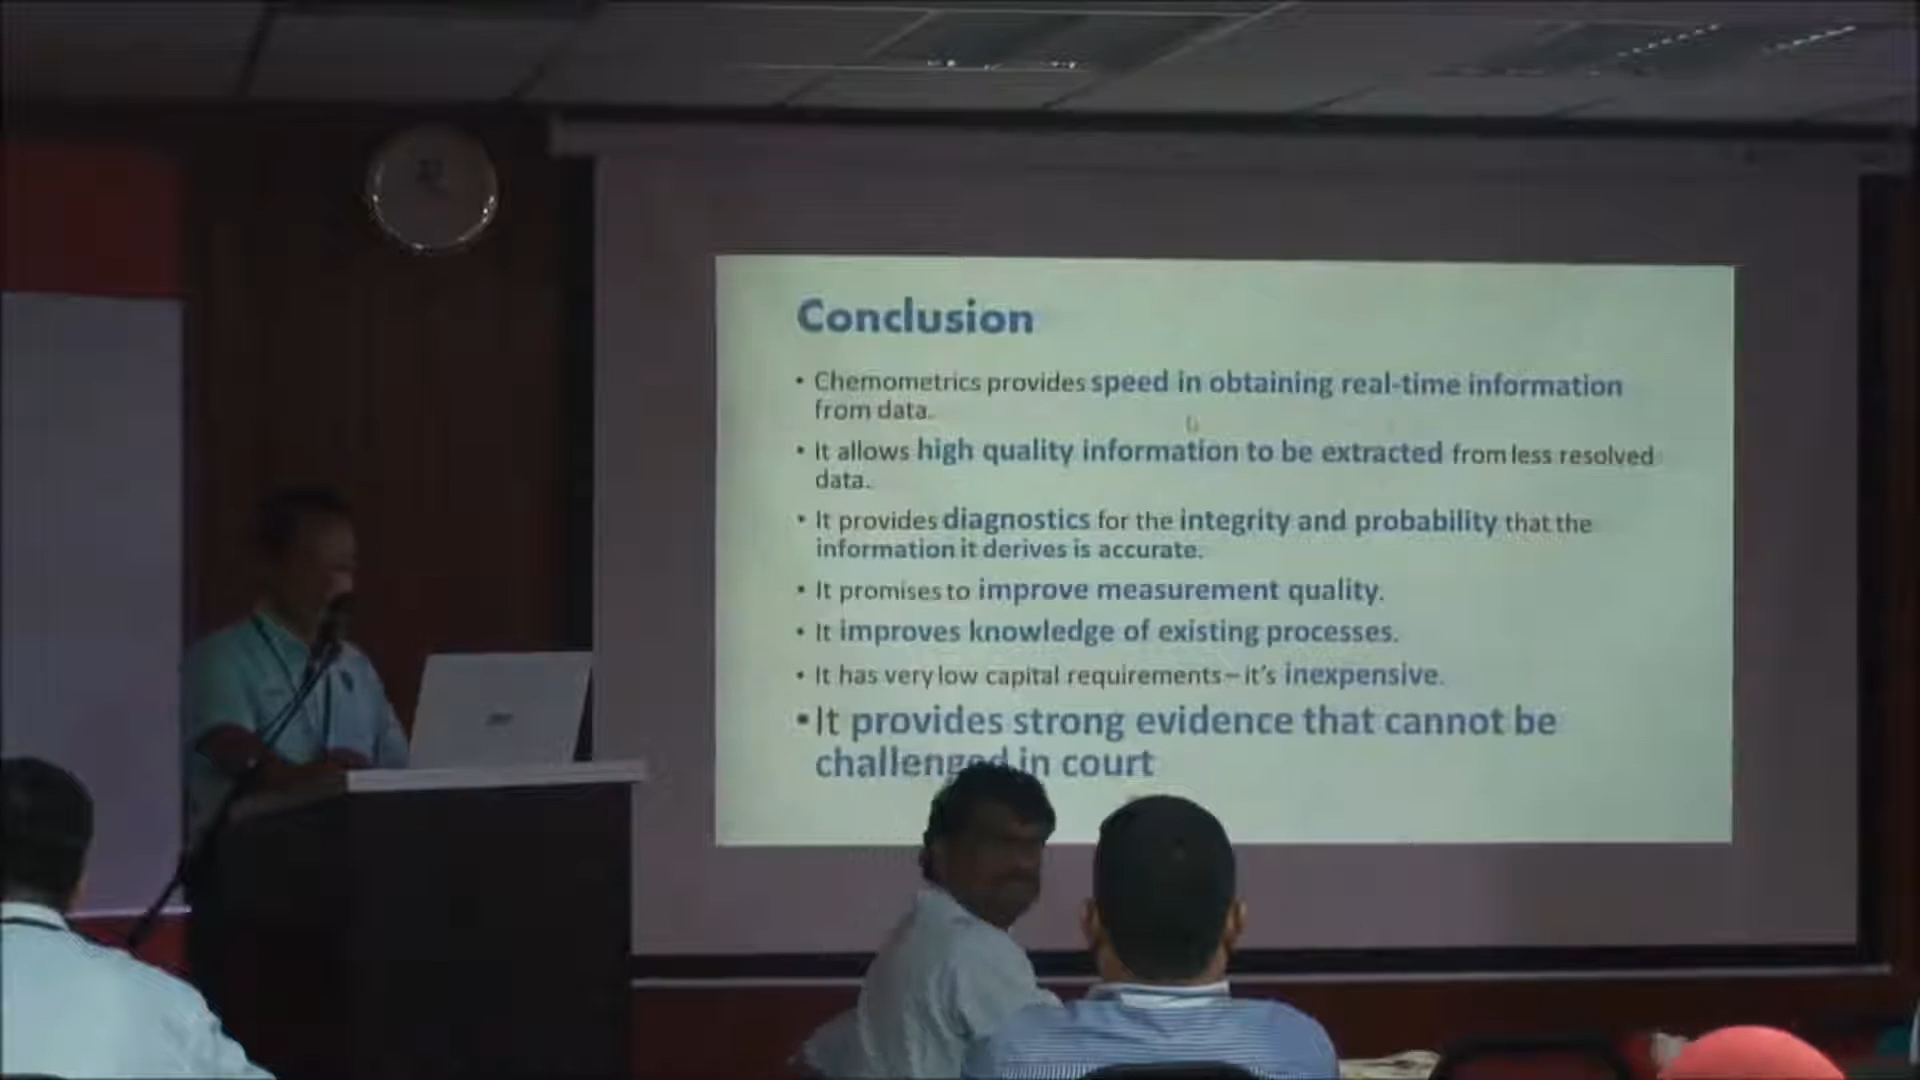 Conclusion
• Chemometrics provides speed in obtaining real-time information
from data.
• It allows high quality information to be extracted from less resolved
data.
• It provides diagnostics for the integrity and probability that the
information it derives is accurate.
• It promises to improve measurement quality.
• It improves knowledge of existing processes.
• It has very low capital requirements – it's inexpensive.
• It provides strong evidence that cannot be
challenged in court